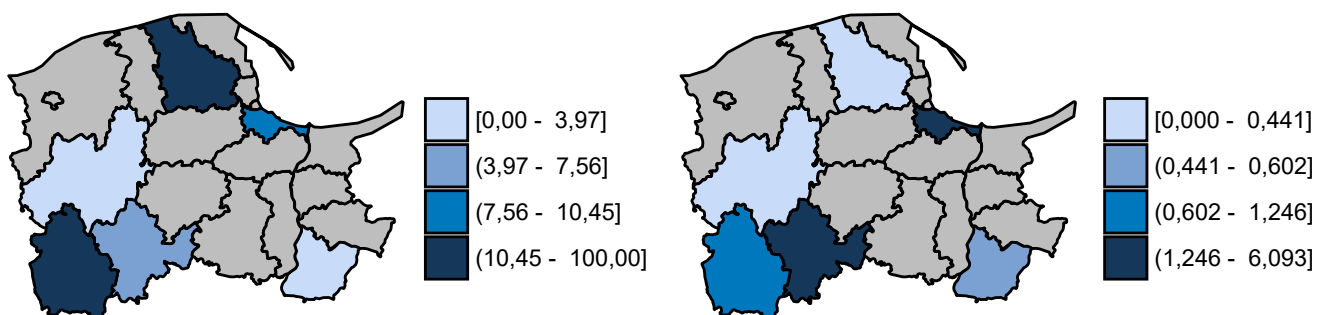 [0,00 - 3,97]
(3,97 - 7,56]
(7,56 - 10,45]
(10,45 - 100,00]
[0,000 - 0,441]
(0,441 - 0,602]
(0,602 - 1,246]
(1,246 - 6,093]